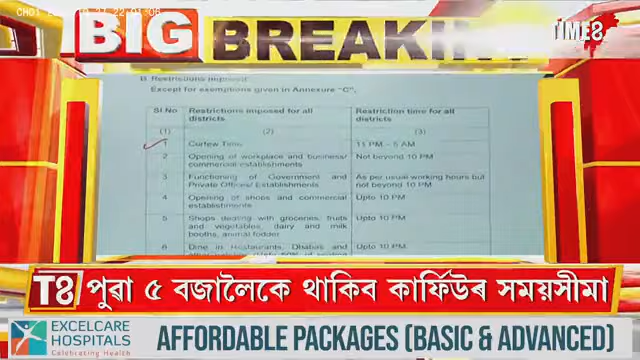 BIG BREAKIN
TIME8
B Restrictions imposed
Except for exemptions given in Annexure "C",
Sl No Restrictions imposed for all districts Restriction time for all districts
(1) (2) (3)
1 Curfew Time 11 PM – 5 AM
2 Opening of workplace and business/ commercial establishments Not beyond 10 PM
3 Functioning of Government and Private Offices/ Establishments As per usual working hours but not beyond 10 PM
4 Opening of shops and commercial establishments Upto 10 PM
5 Shops dealing with groceries, fruits and vegetables, dairy and milk booths, animal fodder Upto 10 PM
6 Dine in Restaurants, Dhabas and Upto 10 PM
T8 পুৱা ৫ বজালৈকে থাকিব কাৰ্ফিউৰ সময়সীমা
EXCELCARE
HOSPITALS
Celebrating Health
AFFORDABLE PACKAGES (BASIC & ADVANCED)